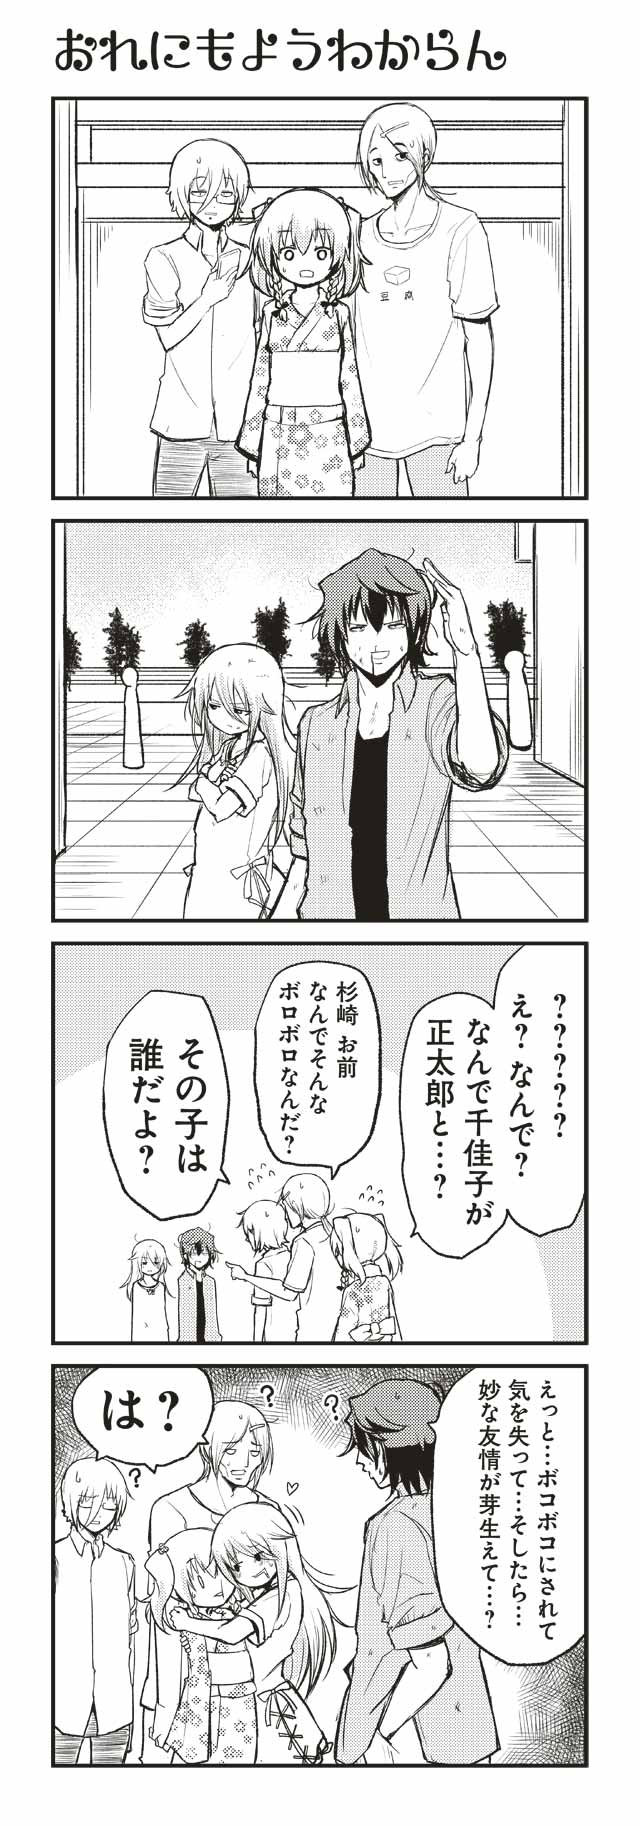 おれにもようわからん
豆腐
？？？？？？
え？なんで？
なんで千佳子が
正太郎と…？
杉崎 お前
なんでそんな
ボロボロなんだ？
その子は
誰だよ？
えっと…ボコボコにされて
気を失って…そしたら…
妙な友情が芽生えて…？
？
？
？
は？